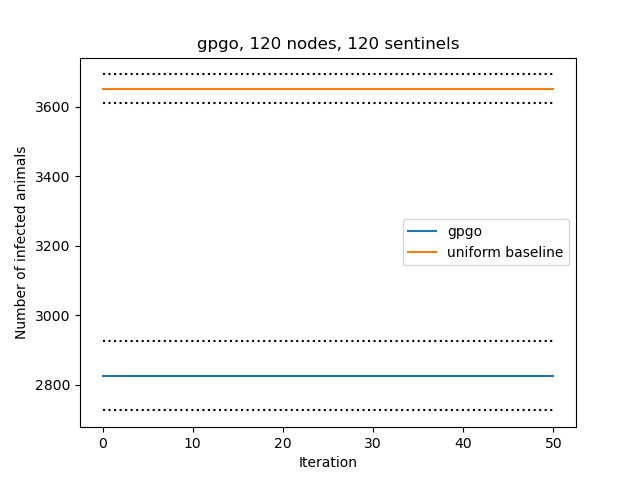 gpgo, 120 nodes, 120 sentinels
3600
3400
3200
3000
2800
Number of infected animals
gpgo
uniform baseline
0 10 20 30 40 50
Iteration